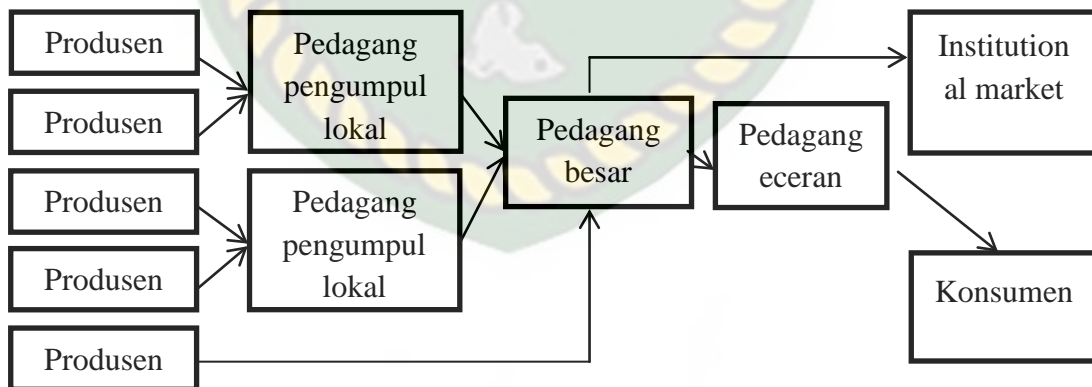 Produsen
Produsen
Produsen
Produsen
Produsen
Pedagang
pengumpul
lokal
Pedagang
pengumpul
lokal
Pedagang
besar
Pedagang
eceran
Institution
al market
Konsumen